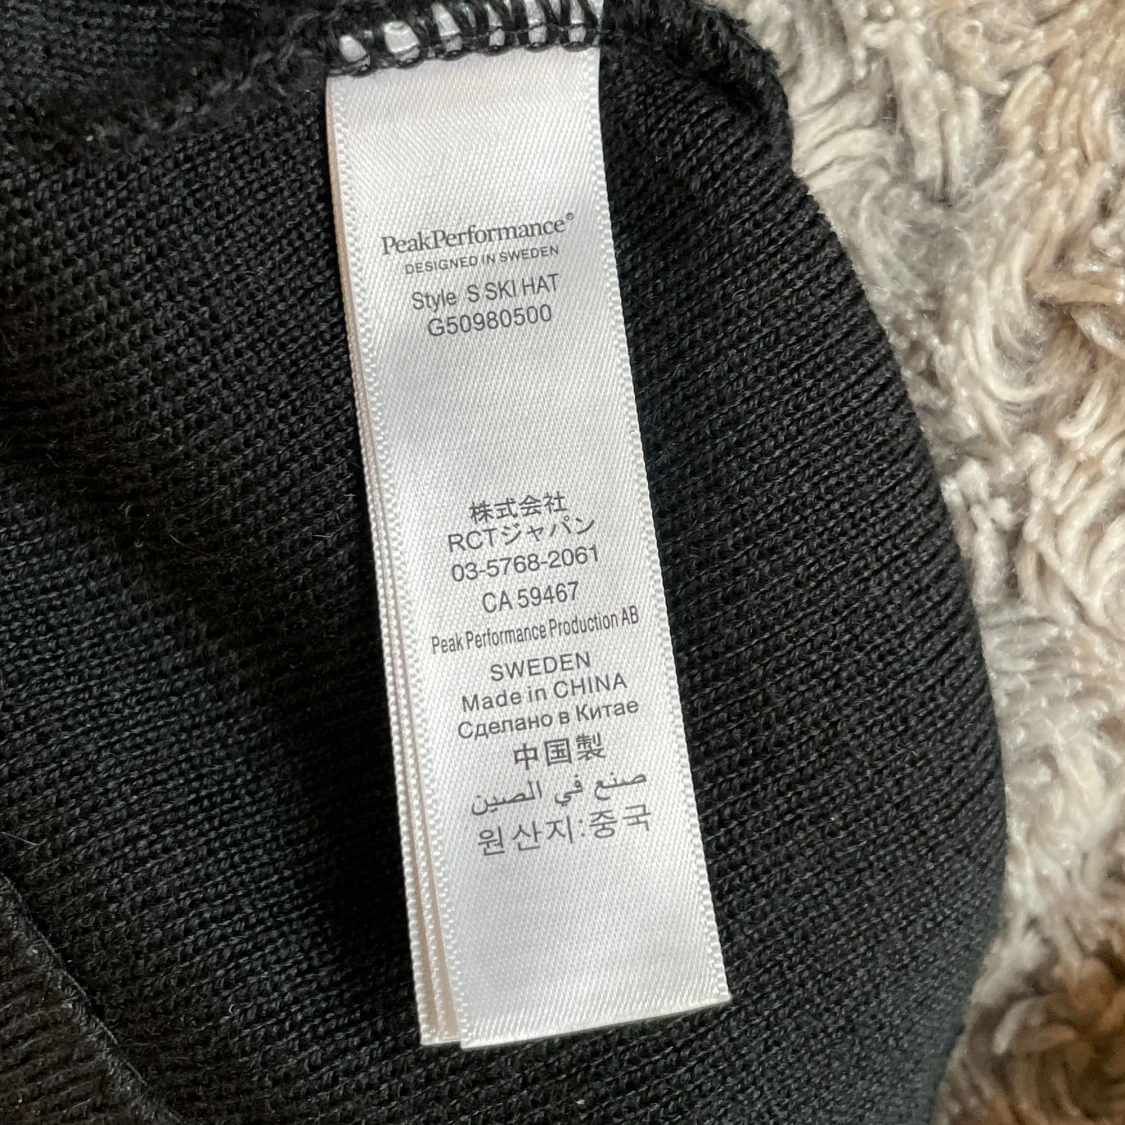 PeakPerformance®
DESIGNED IN SWEDEN
Style S SKI HAT
G50980500
株式会社
RCTジャパン
03-5768-2061
CA 59467
Peak Performance Production AB
SWEDEN
Made in CHINA
Сделано в Китае
中国製
صنع في الصين
원산지:중국